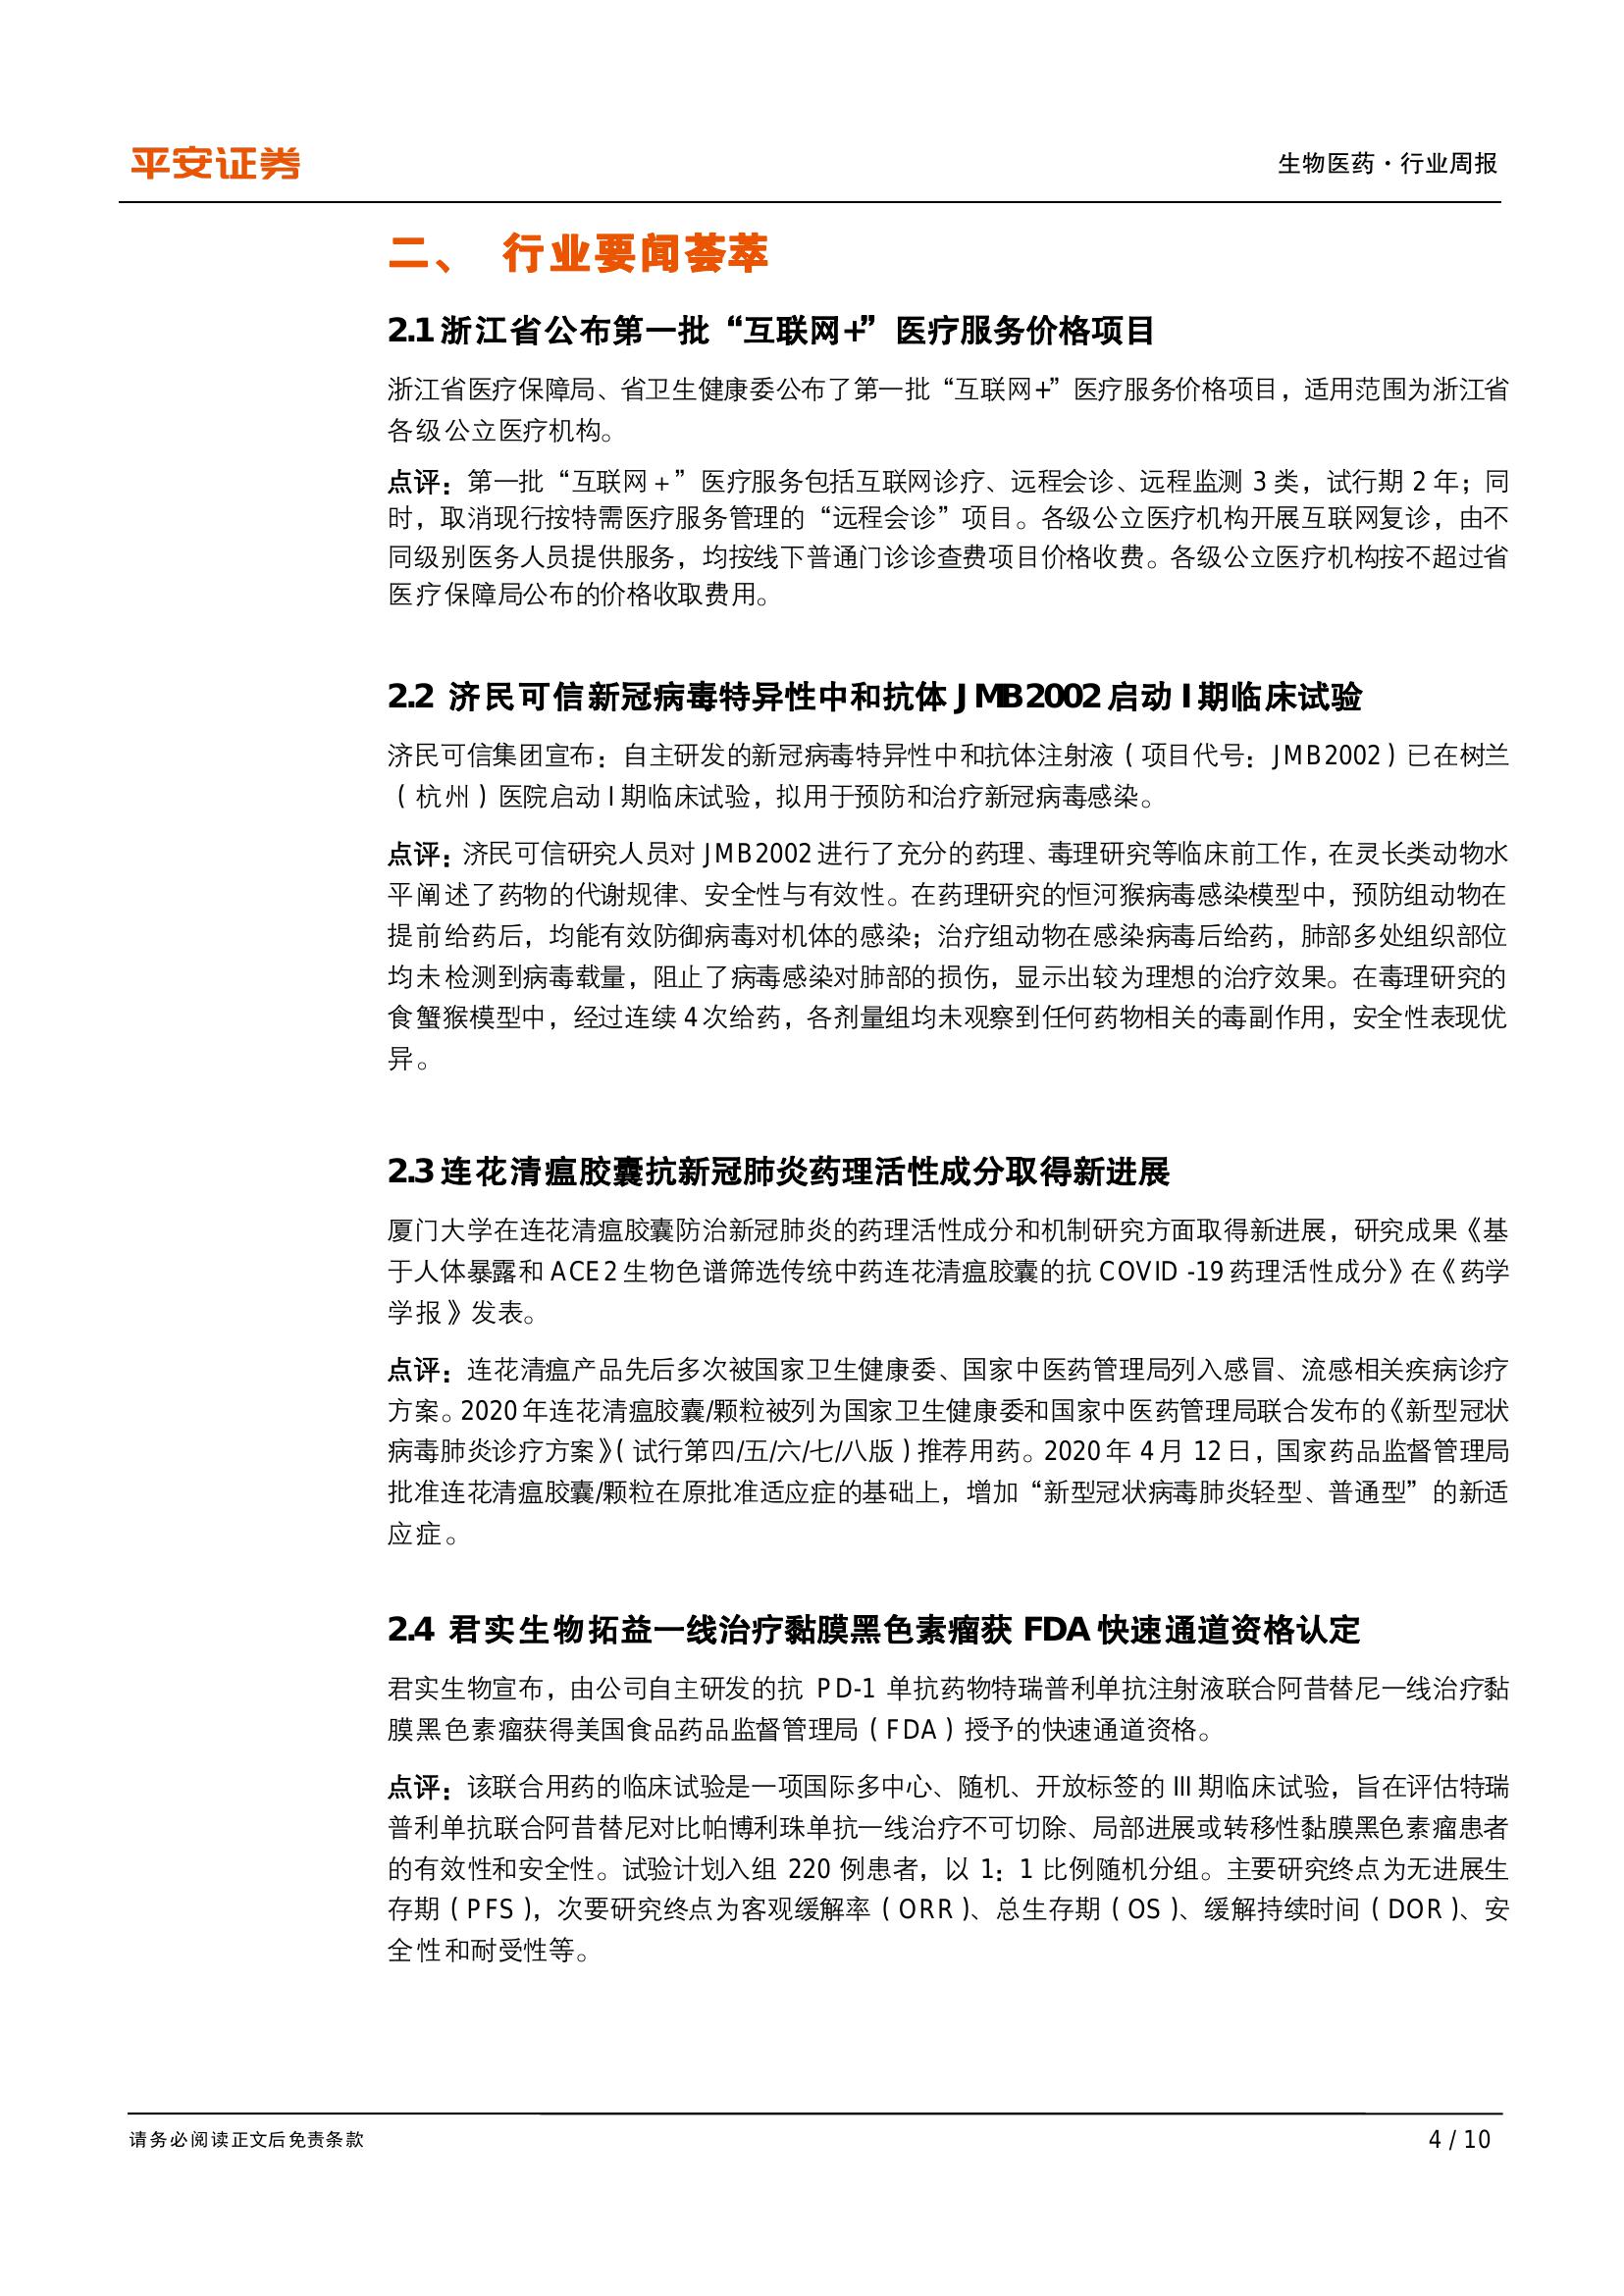 平安证券
生物医药·行业周报
二、 行业要闻荟萃
2.1 浙江省公布第一批“互联网+”医疗服务价格项目
浙江省医疗保障局、省卫生健康委公布了第一批“互联网+”医疗服务价格项目，适用范围为浙江省
各级公立医疗机构。
点评：第一批“互联网+”医疗服务包括互联网诊疗、远程会诊、远程监测 3 类，试行期 2 年；同
时，取消现行按特需医疗服务管理的“远程会诊”项目。各级公立医疗机构开展互联网复诊，由不
同级别医务人员提供服务，均按线下普通门诊诊查费项目价格收费。各级公立医疗机构按不超过省
医疗保障局公布的价格收取费用。
2.2 济民可信新冠病毒特异性中和抗体 JMB2002 启动 I 期临床试验
济民可信集团宣布：自主研发的新冠病毒特异性中和抗体注射液（项目代号：JMB2002）已在树兰
（杭州）医院启动 I 期临床试验，拟用于预防和治疗新冠病毒感染。
点评：济民可信研究人员对 JMB2002 进行了充分的药理、毒理研究等临床前工作，在灵长类动物水
平阐述了药物的代谢规律、安全性与有效性。在药理研究的恒河猴病毒感染模型中，预防组动物在
提前给药后，均能有效防御病毒对机体的感染；治疗组动物在感染病毒后给药，肺部多处组织部位
均未检测到病毒载量，阻止了病毒感染对肺部的损伤，显示出较为理想的治疗效果。在毒理研究的
食蟹猴模型中，经过连续 4 次给药，各剂量组均未观察到任何药物相关的毒副作用，安全性表现优
异。
2.3 连花清瘟胶囊抗新冠肺炎药理活性成分取得新进展
厦门大学在连花清瘟胶囊防治新冠肺炎的药理活性成分和机制研究方面取得新进展，研究成果《基
于人体暴露和 ACE2 生物色谱筛选传统中药连花清瘟胶囊的抗 COVID -19 药理活性成分》在《药学
学报》发表。
点评：连花清瘟产品先后多次被国家卫生健康委、国家中医药管理局列入感冒、流感相关疾病诊疗
方案。2020 年连花清瘟胶囊/颗粒被列为国家卫生健康委和国家中医药管理局联合发布的《新型冠状
病毒肺炎诊疗方案》（试行第四/五/六/七/八版）推荐用药。2020 年 4 月 12 日，国家药品监督管理局
批准连花清瘟胶囊/颗粒在原批准适应症的基础上，增加“新型冠状病毒肺炎轻型、普通型”的新适
应症。
2.4 君实生物拓益一线治疗黏膜黑色素瘤获 FDA 快速通道资格认定
君实生物宣布，由公司自主研发的抗 PD-1 单抗药物特瑞普利单抗注射液联合阿昔替尼一线治疗黏
膜黑色素瘤获得美国食品药品监督管理局（FDA）授予的快速通道资格。
点评：该联合用药的临床试验是一项国际多中心、随机、开放标签的 III 期临床试验，旨在评估特瑞
普利单抗联合阿昔替尼对比帕博利珠单抗一线治疗不可切除、局部进展或转移性黏膜黑色素瘤患者
的有效性和安全性。试验计划入组 220 例患者，以 1：1 比例随机分组。主要研究终点为无进展生
存期（PFS），次要研究终点为客观缓解率（ORR）、总生存期（OS）、缓解持续时间（DOR）、安
全性和耐受性等。
请务必阅读正文后免责条款
4 / 10